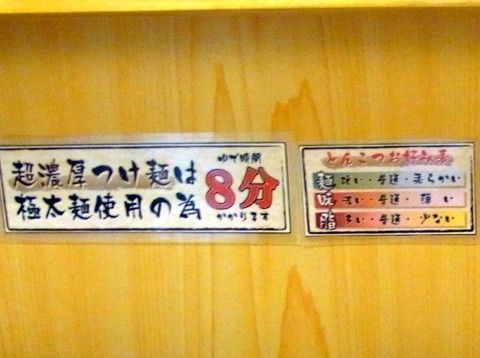 超濃厚つけ麺は
極太麺使用の為
ゆで時間
8分
かかります
とんこつお好み表
麺 硬い・普通・柔らかい
味 濃い・普通・薄い
脂 多い・普通・少ない